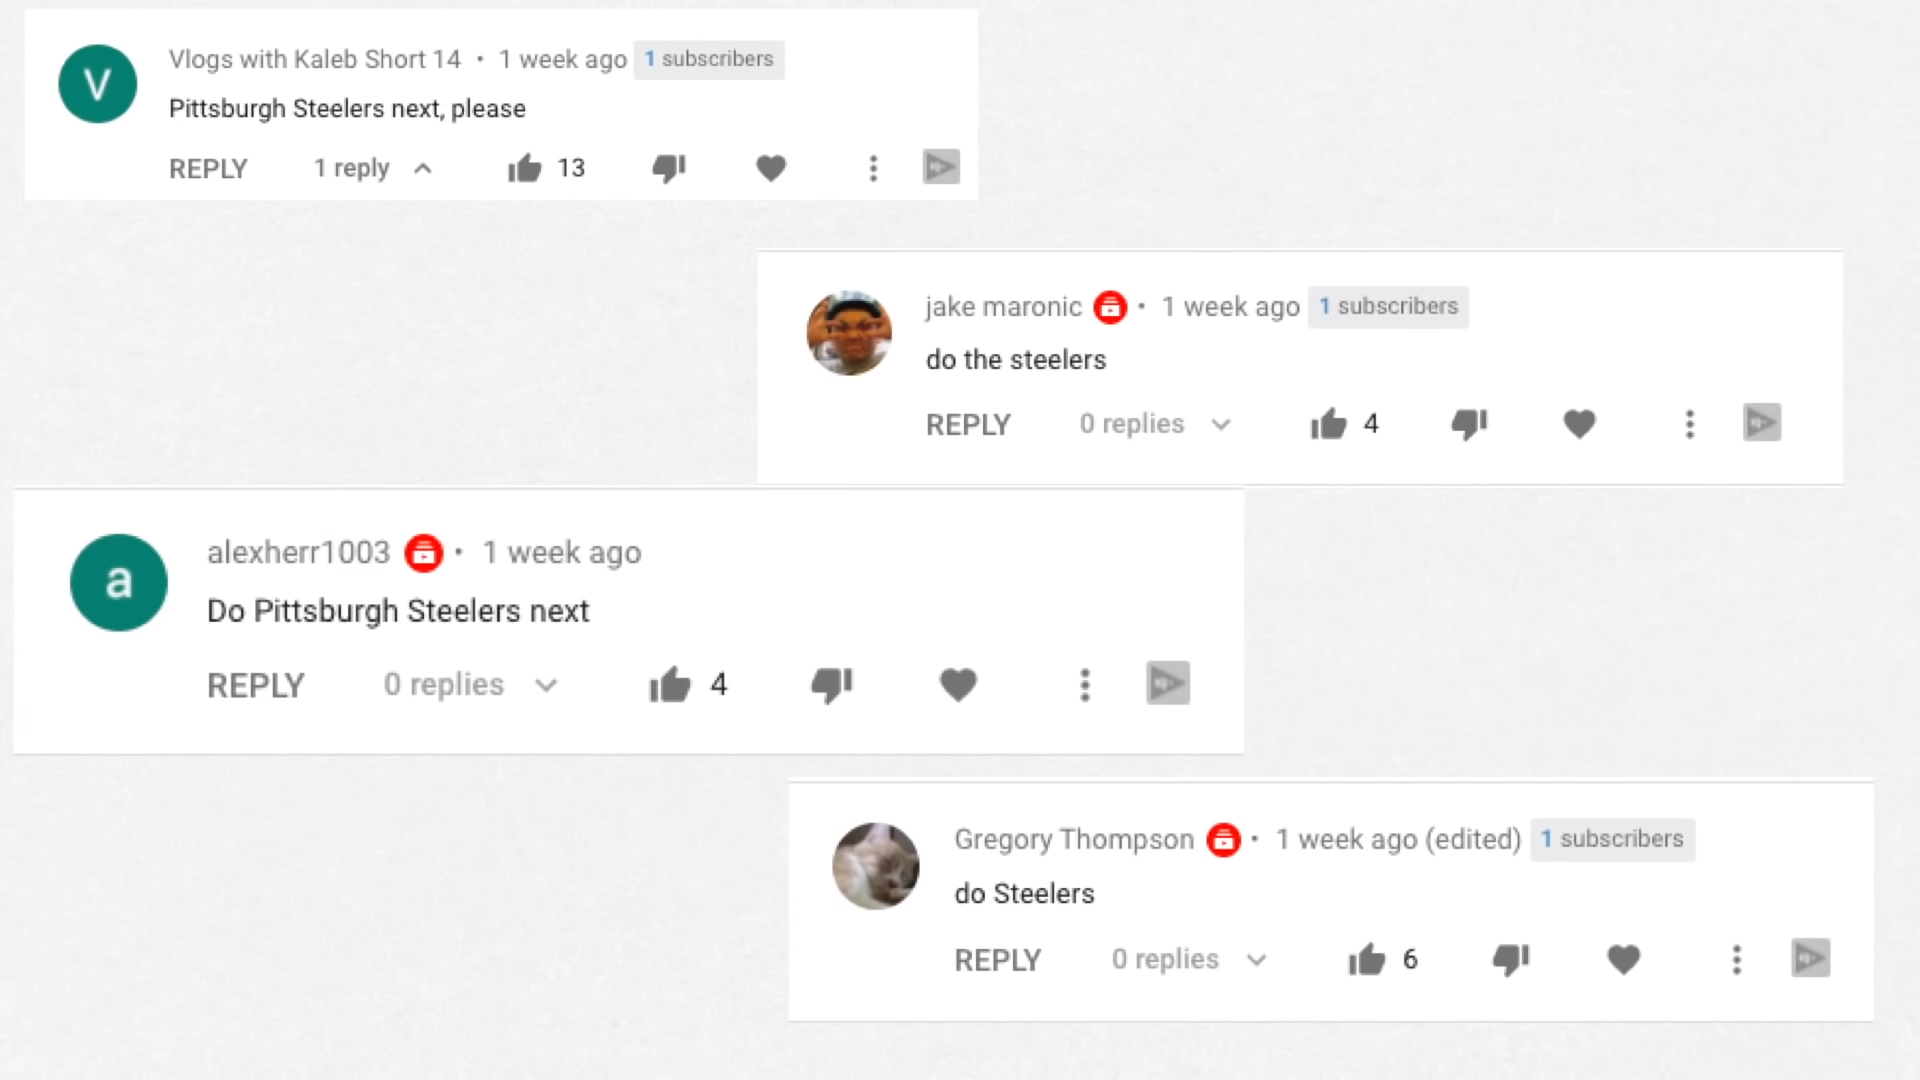 V
Vlogs with Kaleb Short 14 • 1 week ago 1 subscribers
Pittsburgh Steelers next, please
REPLY 1 reply 13
jake maronic • 1 week ago 1 subscribers
do the steelers
REPLY 0 replies 4
a
alexherr1003 • 1 week ago
Do Pittsburgh Steelers next
REPLY 0 replies 4
Gregory Thompson • 1 week ago (edited) 1 subscribers
do Steelers
REPLY 0 replies 6